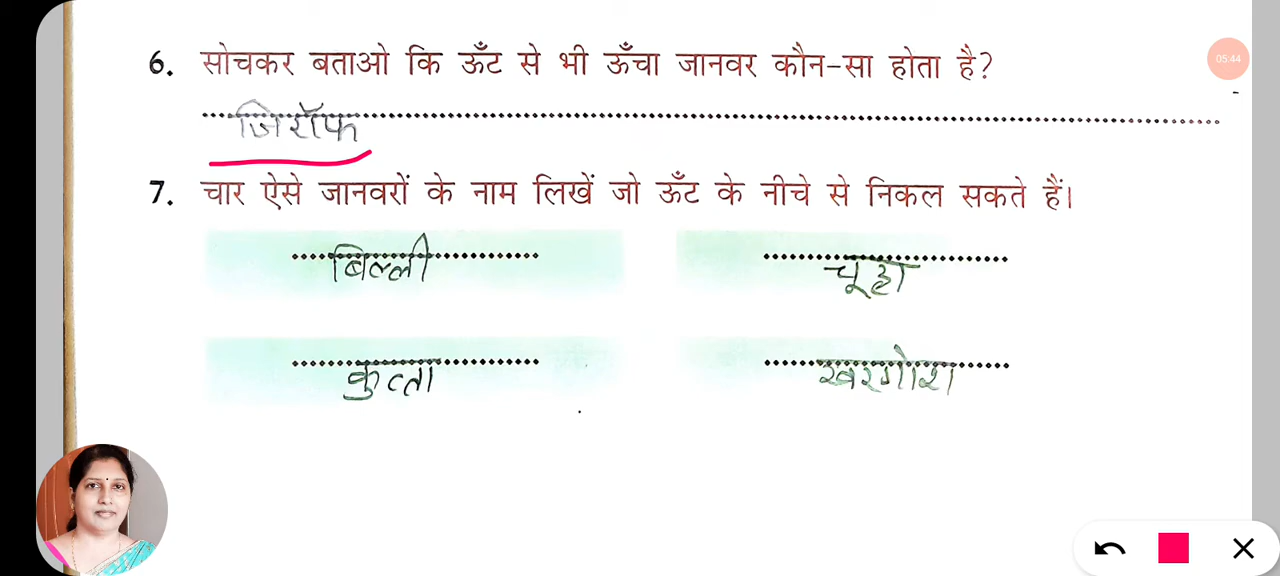 6. सोचकर बताओ कि ऊँट से भी ऊँचा जानवर कौन-सा होता है?
05:44
जिरॉफ
7. चार ऐसे जानवरों के नाम लिखें जो ऊँट के नीचे से निकल सकते हैं।
बिल्ली चूहा
कुत्ता खरगोश